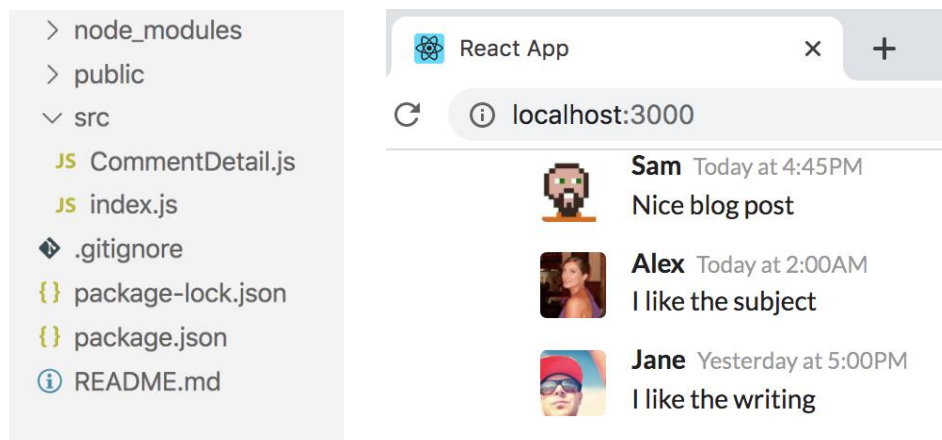 node_modules
public
src
JS CommentDetail.js
JS index.js
.gitignore
{} package-lock.json
{} package.json
README.md
React App
localhost:3000
Sam Today at 4:45PM
Nice blog post
Alex Today at 2:00AM
I like the subject
Jane Yesterday at 5:00PM
I like the writing